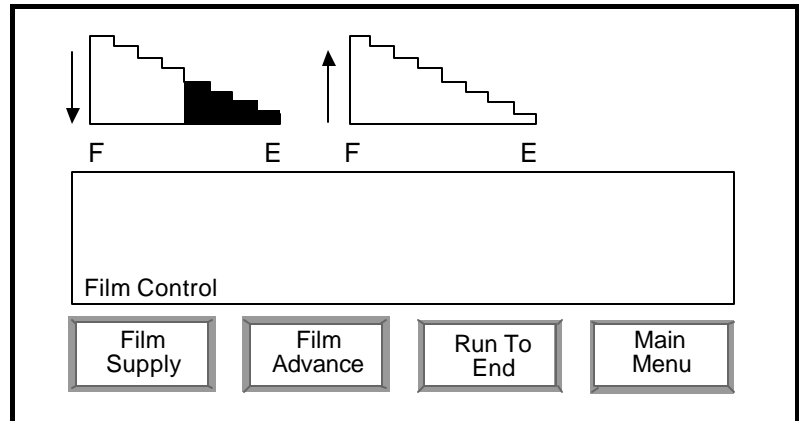 F E F E
Film Control
Film
Supply
Film
Advance
Run To
End
Main
Menu